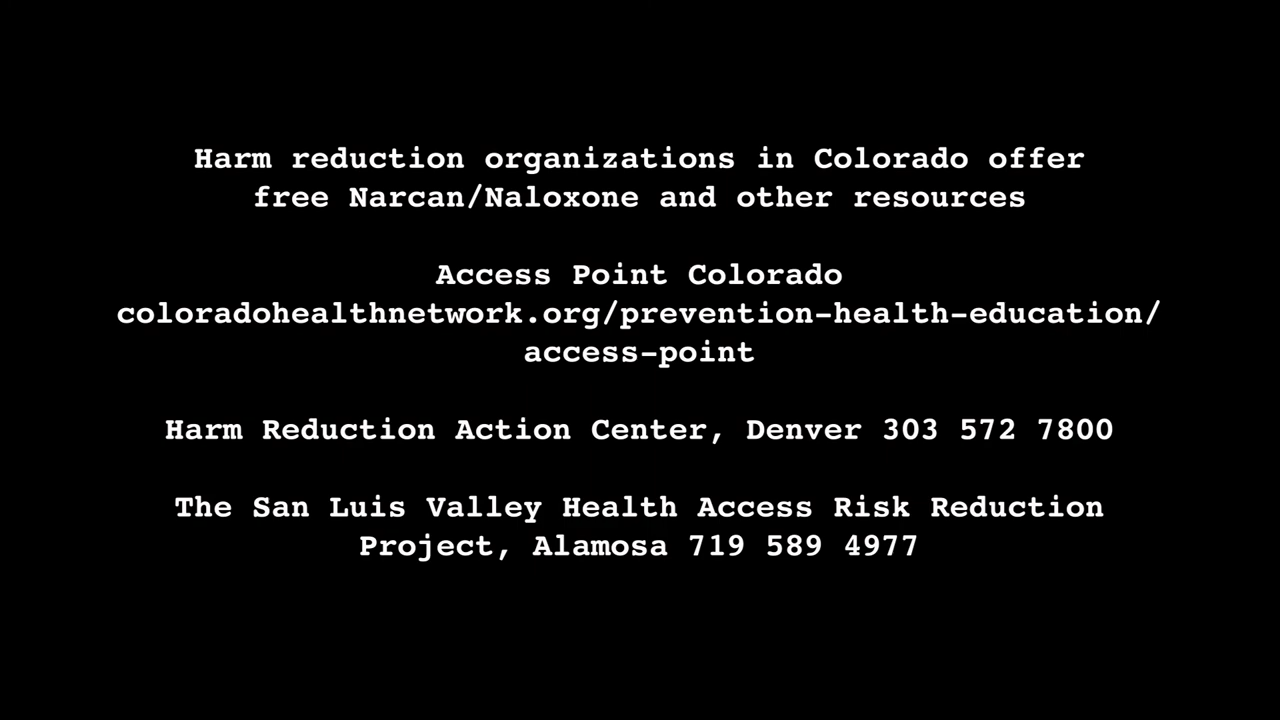 Harm reduction organizations in Colorado offer
free Narcan/Naloxone and other resources
Access Point Colorado
coloradohealthnetwork.org/prevention-health-education/
access-point
Harm Reduction Action Center, Denver 303 572 7800
The San Luis Valley Health Access Risk Reduction
Project, Alamosa 719 589 4977